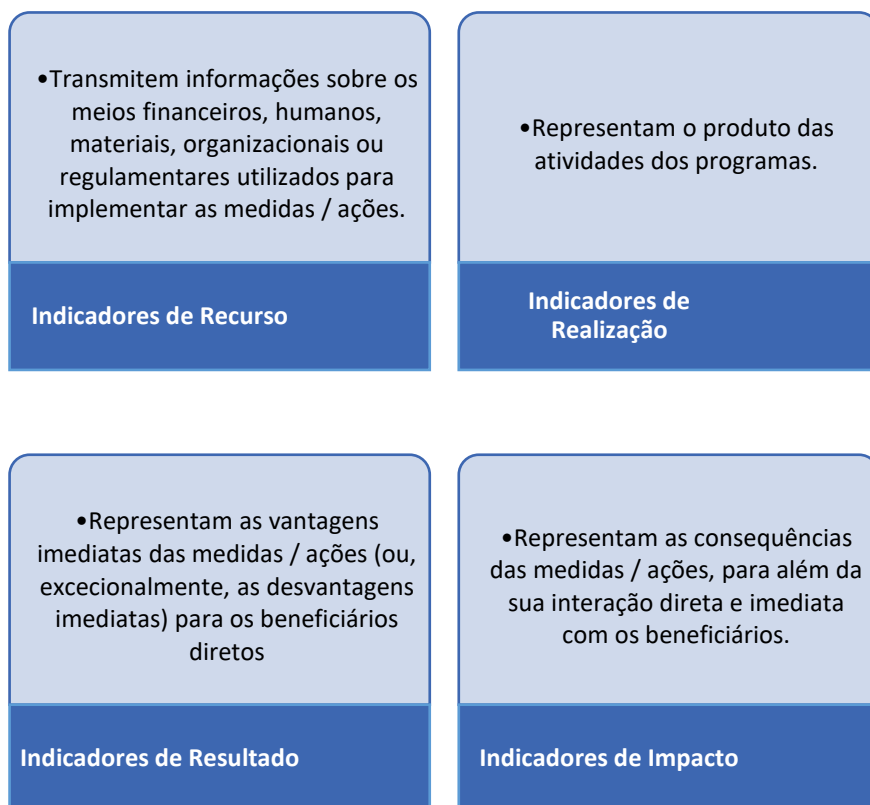 •Transmitem informações sobre os
meios financeiros, humanos,
materiais, organizacionais ou
regulamentares utilizados para
implementar as medidas / ações.
Indicadores de Recurso
•Representam o produto das
atividades dos programas.
Indicadores de
Realização
•Representam as vantagens
imediatas das medidas / ações (ou,
excecionalmente, as desvantagens
imediatas) para os beneficiários
diretos
Indicadores de Resultado
•Representam as consequências
das medidas / ações, para além da
sua interação direta e imediata
com os beneficiários.
Indicadores de Impacto